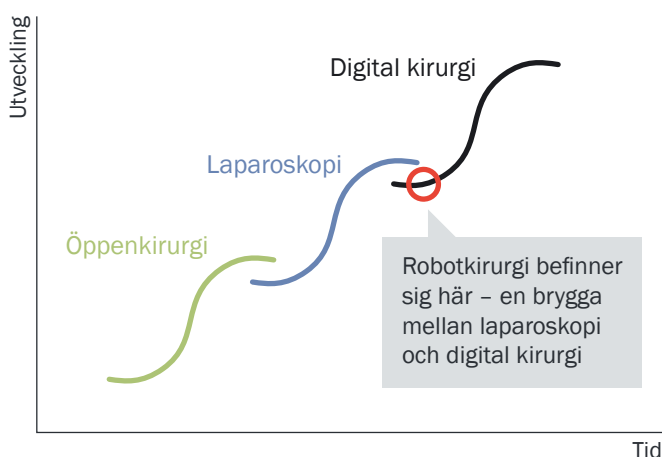 Utveckling
Digital kirurgi
Laparoskopi
Öppenkirurgi
Robotkirurgi befinner
sig här – en brygga
mellan laparoskopi
och digital kirurgi
Tid